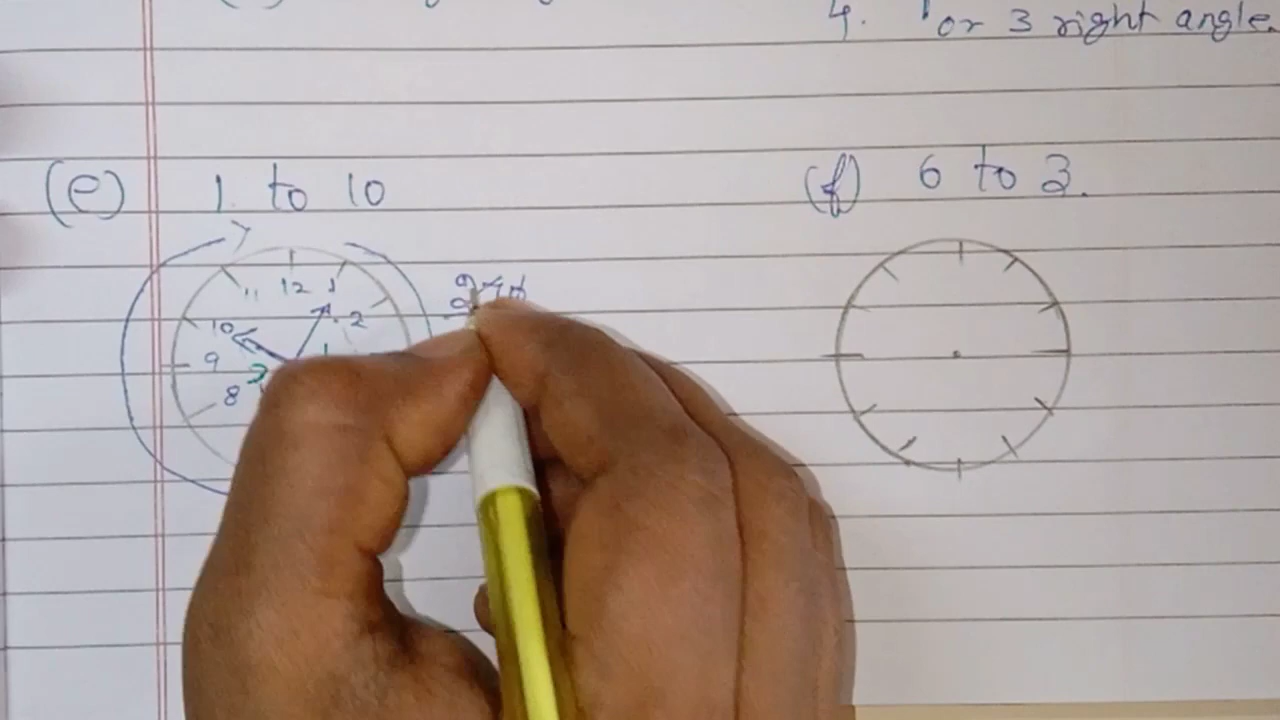 4. or 3 right angle.
(e) 1 to 10
(f) 6 to 3.
11 12 1
10 2
9
8